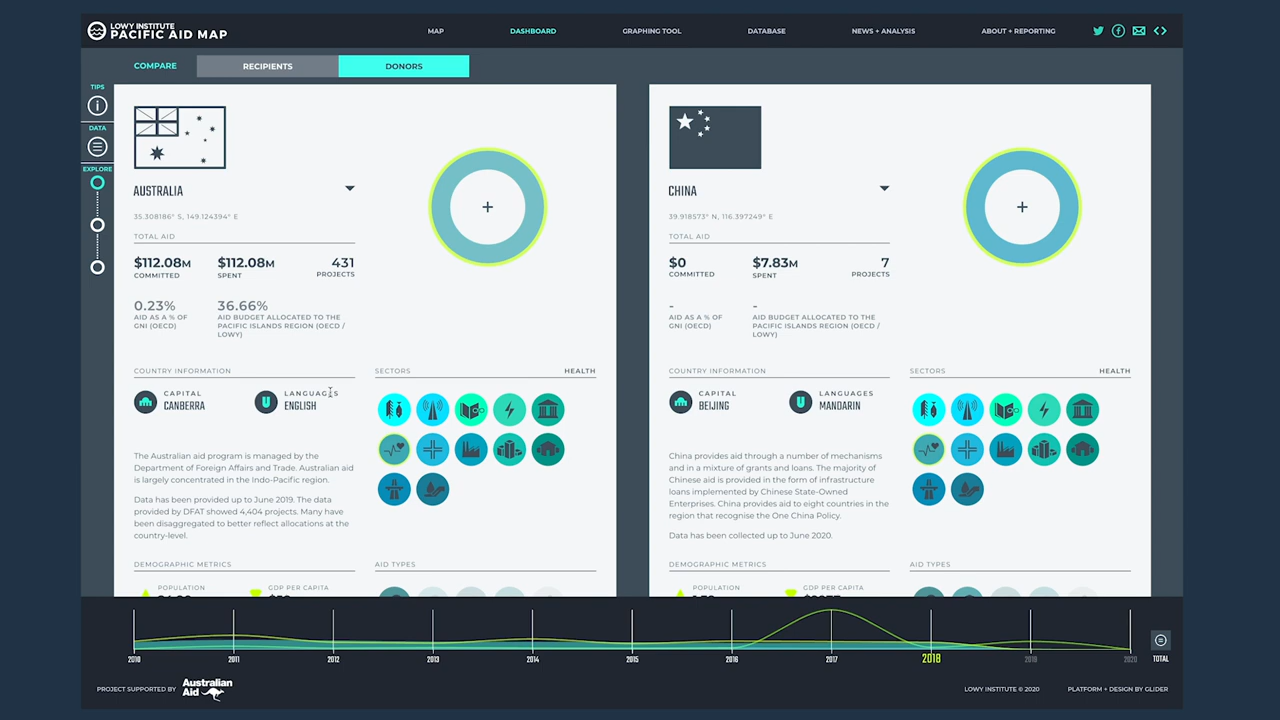 LOWY INSTITUTE
PACIFIC AID MAP
MAP
DASHBOARD
GRAPHING TOOL
DATABASE
NEWS + ANALYSIS
ABOUT + REPORTING
COMPARE
RECIPIENTS
DONORS
TIPS
DATA
EXPLORE
AUSTRALIA
35.308186° S, 149.124394° E
TOTAL AID
$112.08M
COMMITTED
$112.08M
SPENT
431
PROJECTS
0.23%
AID AS A % OF
GNI (OECD)
36.66%
AID BUDGET ALLOCATED TO THE
PACIFIC ISLANDS REGION (OECD /
LOWY)
COUNTRY INFORMATION
CAPITAL
CANBERRA
LANGUAGES
ENGLISH
The Australian aid program is managed by the
Department of Foreign Affairs and Trade. Australian aid
is largely concentrated in the Indo-Pacific region.
Data has been provided up to June 2019. The data
provided by DFAT showed 4,404 projects. Many have
been disaggregated to better reflect allocations at the
country-level.
DEMOGRAPHIC METRICS
POPULATION
GDP PER CAPITA
SECTORS
HEALTH
AID TYPES
CHINA
39.918573° N, 116.397249° E
TOTAL AID
$0
COMMITTED
$7.83M
SPENT
7
PROJECTS
-
AID AS A % OF
GNI (OECD)
-
AID BUDGET ALLOCATED TO THE
PACIFIC ISLANDS REGION (OECD /
LOWY)
COUNTRY INFORMATION
CAPITAL
BEIJING
LANGUAGES
MANDARIN
China provides aid through a number of mechanisms
and in a mixture of grants and loans. The majority of
Chinese aid is provided in the form of infrastructure
loans implemented by Chinese State-Owned
Enterprises. China provides aid to eight countries in the
region that recognise the One China Policy.
Data has been collected up to June 2020.
DEMOGRAPHIC METRICS
POPULATION
GDP PER CAPITA
SECTORS
HEALTH
AID TYPES
2010
2011
2012
2013
2014
2015
2016
2017
2018
2019
2020
TOTAL
PROJECT SUPPORTED BY
Australian
Aid
LOWY INSTITUTE © 2020
PLATFORM + DESIGN BY GLIDER